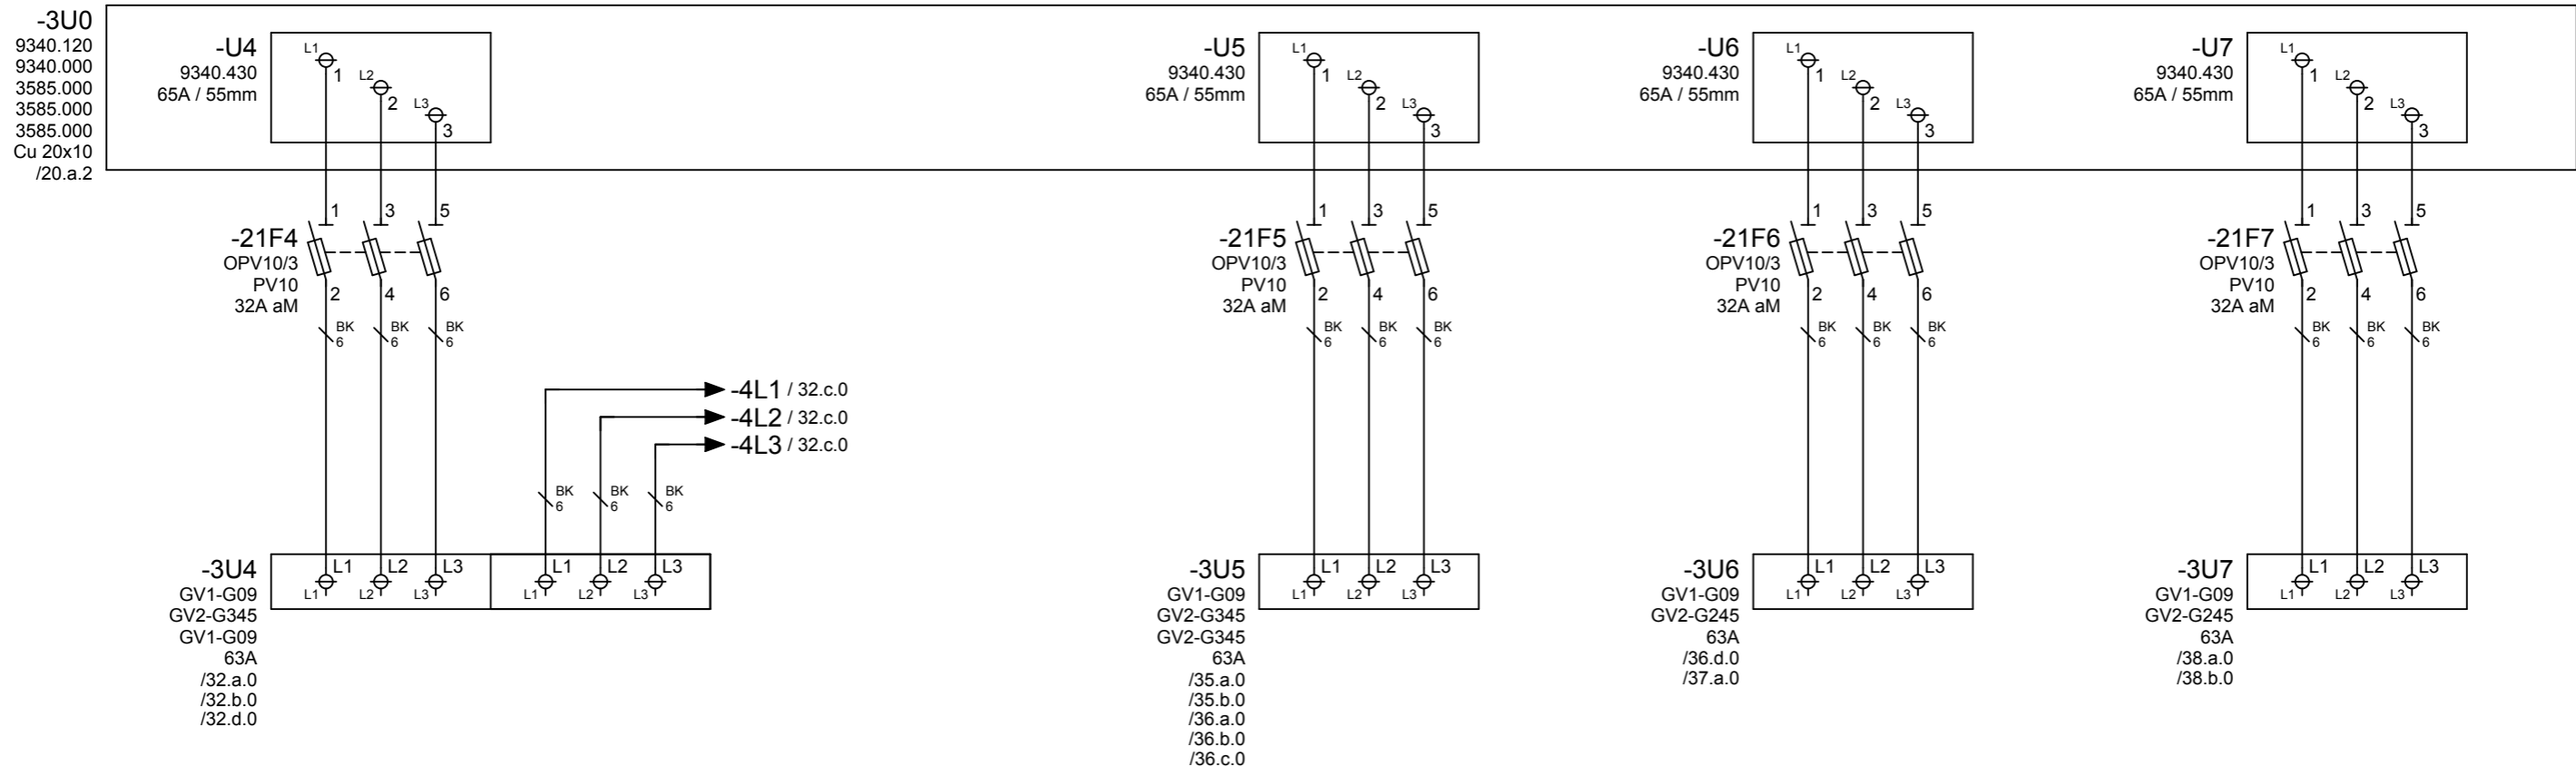 -3U0
9340.120
9340.000
3585.000
3585.000
3585.000
Cu 20x10
/20.a.2
-U4
9340.430
65A / 55mm
L1
1
L2
2
L3
3
-U5
9340.430
65A / 55mm
L1
1
L2
2
L3
3
-U6
9340.430
65A / 55mm
L1
1
L2
2
L3
3
-U7
9340.430
65A / 55mm
L1
1
L2
2
L3
3
-21F4
OPV10/3
PV10
32A aM
1 3 5
2 4 6
BK BK BK
6 6 6
-21F5
OPV10/3
PV10
32A aM
1 3 5
2 4 6
BK BK BK
6 6 6
-21F6
OPV10/3
PV10
32A aM
1 3 5
2 4 6
BK BK BK
6 6 6
-21F7
OPV10/3
PV10
32A aM
1 3 5
2 4 6
BK BK BK
6 6 6
-4L1 / 32.c.0
-4L2 / 32.c.0
-4L3 / 32.c.0
BK BK BK
6 6 6
-3U4
GV1-G09
GV2-G345
GV1-G09
63A
/32.a.0
/32.b.0
/32.d.0
L1 L2 L3 L1 L2 L3
L1 L2 L3 L1 L2 L3
-3U5
GV1-G09
GV2-G345
GV2-G345
63A
/35.a.0
/35.b.0
/36.a.0
/36.b.0
/36.c.0
L1 L2 L3
L1 L2 L3
-3U6
GV1-G09
GV2-G245
63A
/36.d.0
/37.a.0
L1 L2 L3
L1 L2 L3
-3U7
GV1-G09
GV2-G245
63A
/38.a.0
/38.b.0
L1 L2 L3
L1 L2 L3